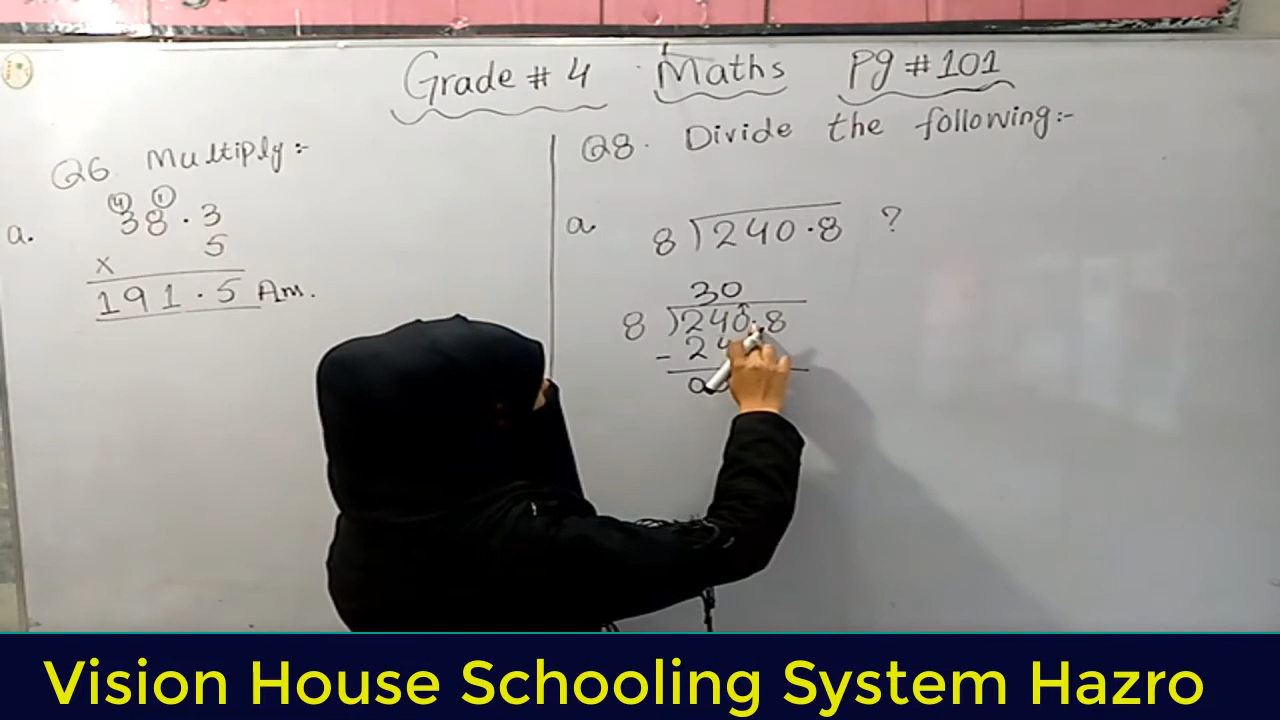 Grade # 4 Maths Pg # 101
Q6 Multiply :-
a.
④ ①
38.3
x 5
191.5 Ans.
Q8. Divide the following:-
a. 8 ) 240.8 ?
30
8 ) 240.8
- 24
00
Vision House Schooling System Hazro